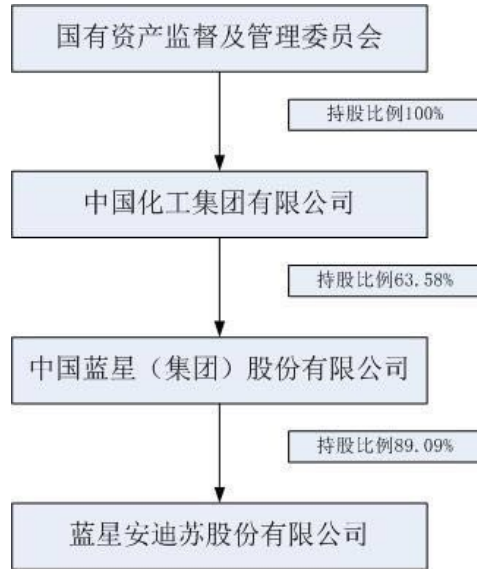 国有资产监督及管理委员会
持股比例100%
中国化工集团有限公司
持股比例63.58%
中国蓝星（集团）股份有限公司
持股比例89.09%
蓝星安迪苏股份有限公司